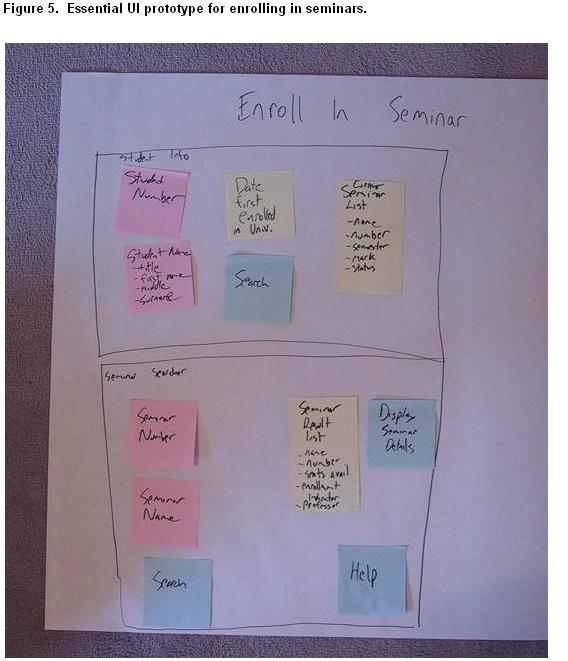 Figure 5.  Essential UI prototype for enrolling in seminars.
Enroll In Seminar
Student Info
Student
Number
Date
first
enrolled
in Univ.
Seminar
List
-name
-number
-semester
-mark
-status
Student Name
-title
-first name
-middle
-surname
Search
Seminar Searcher
Seminar
Number
Seminar
Result
list
-name
-number
-seats avail
-enrollment
Indicator
-professor
Display
Seminar
Details
Seminar
Name
Search
Help